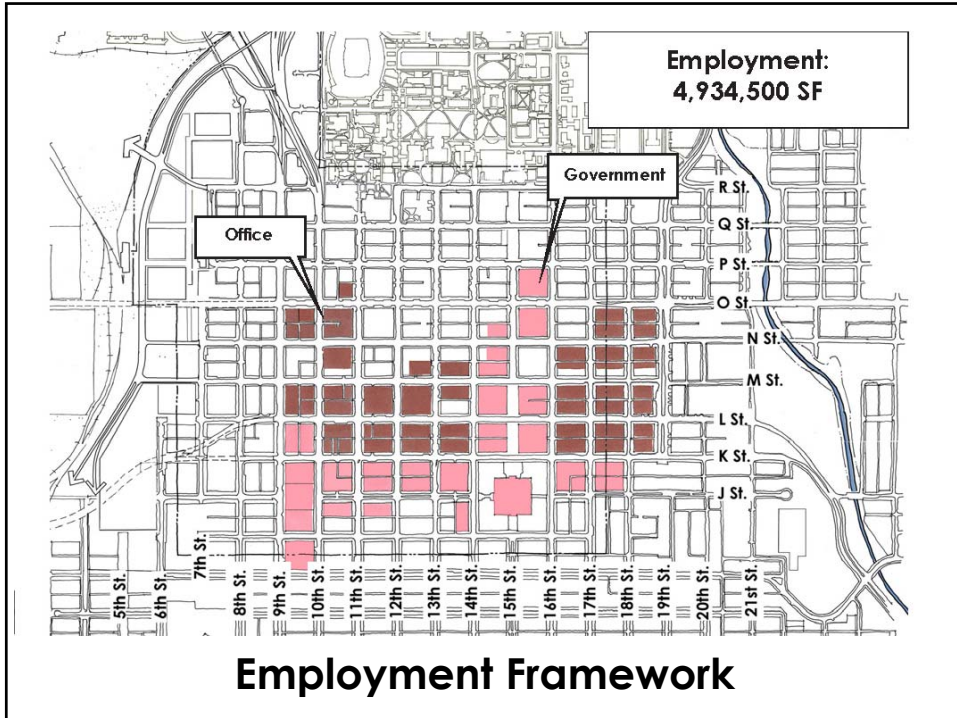 Employment:
4,934,500 SF
Government
Office
R St.
Q St.
P St.
O St.
N St.
M St.
L St.
K St.
J St.
5th St.
6th St.
7th St.
8th St.
9th St.
10th St.
11th St.
12th St.
13th St.
14th St.
15th St.
16th St.
17th St.
18th St.
19th St.
20th St.
21st St.
Employment Framework